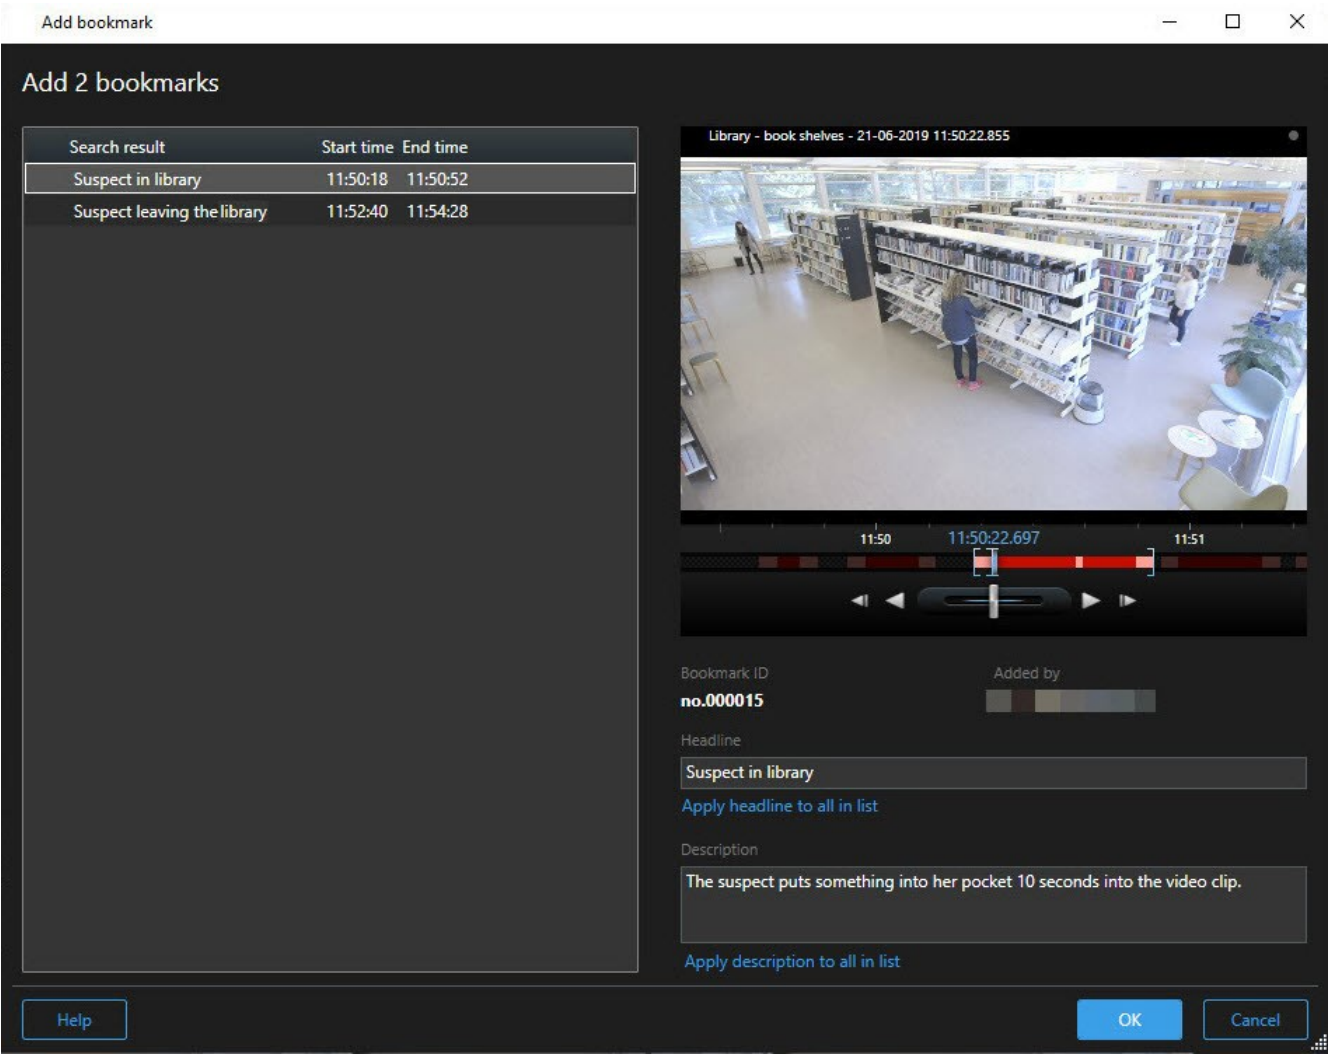 Add bookmark
Add 2 bookmarks
Search result Start time End time
Suspect in library 11:50:18 11:50:52
Suspect leaving the library 11:52:40 11:54:28
Library - book shelves - 21-06-2019 11:50:22.855
11:50 11:50:22.697 11:51
Bookmark ID Added by
no.000015
Headline
Suspect in library
Apply headline to all in list
Description
The suspect puts something into her pocket 10 seconds into the video clip.
Apply description to all in list
Help OK Cancel